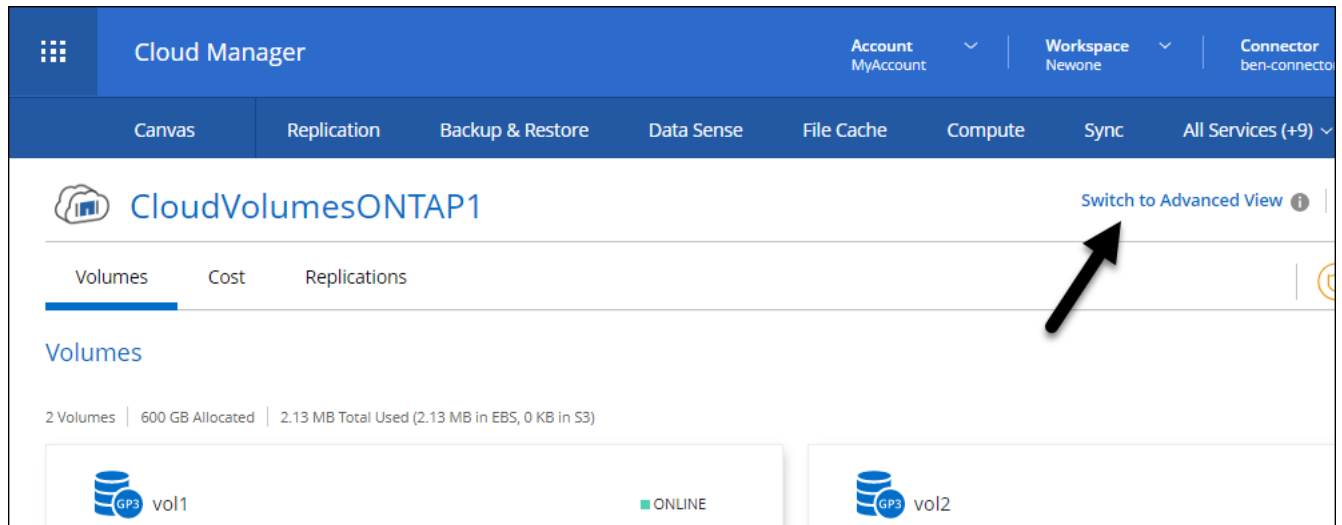 Cloud Manager
Account
MyAccount
Workspace
Newone
Connector
ben-connector
Canvas
Replication
Backup & Restore
Data Sense
File Cache
Compute
Sync
All Services (+9)
CloudVolumesONTAP1
Switch to Advanced View
Volumes
Cost
Replications
Volumes
2 Volumes | 600 GB Allocated | 2.13 MB Total Used (2.13 MB in EBS, 0 KB in S3)
GP3 vol1
ONLINE
GP3 vol2